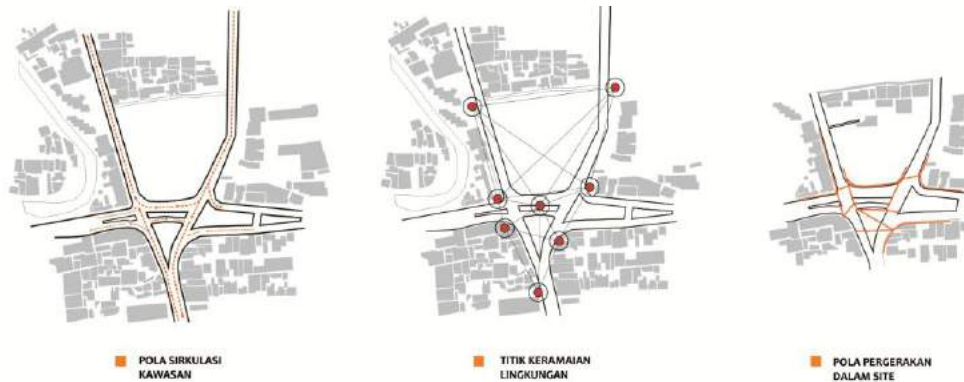 POLA SIRKULASI
KAWASAN
TITIK KERAMAIAN
LINGKUNGAN
POLA PERGERAKAN
DALAM SITE